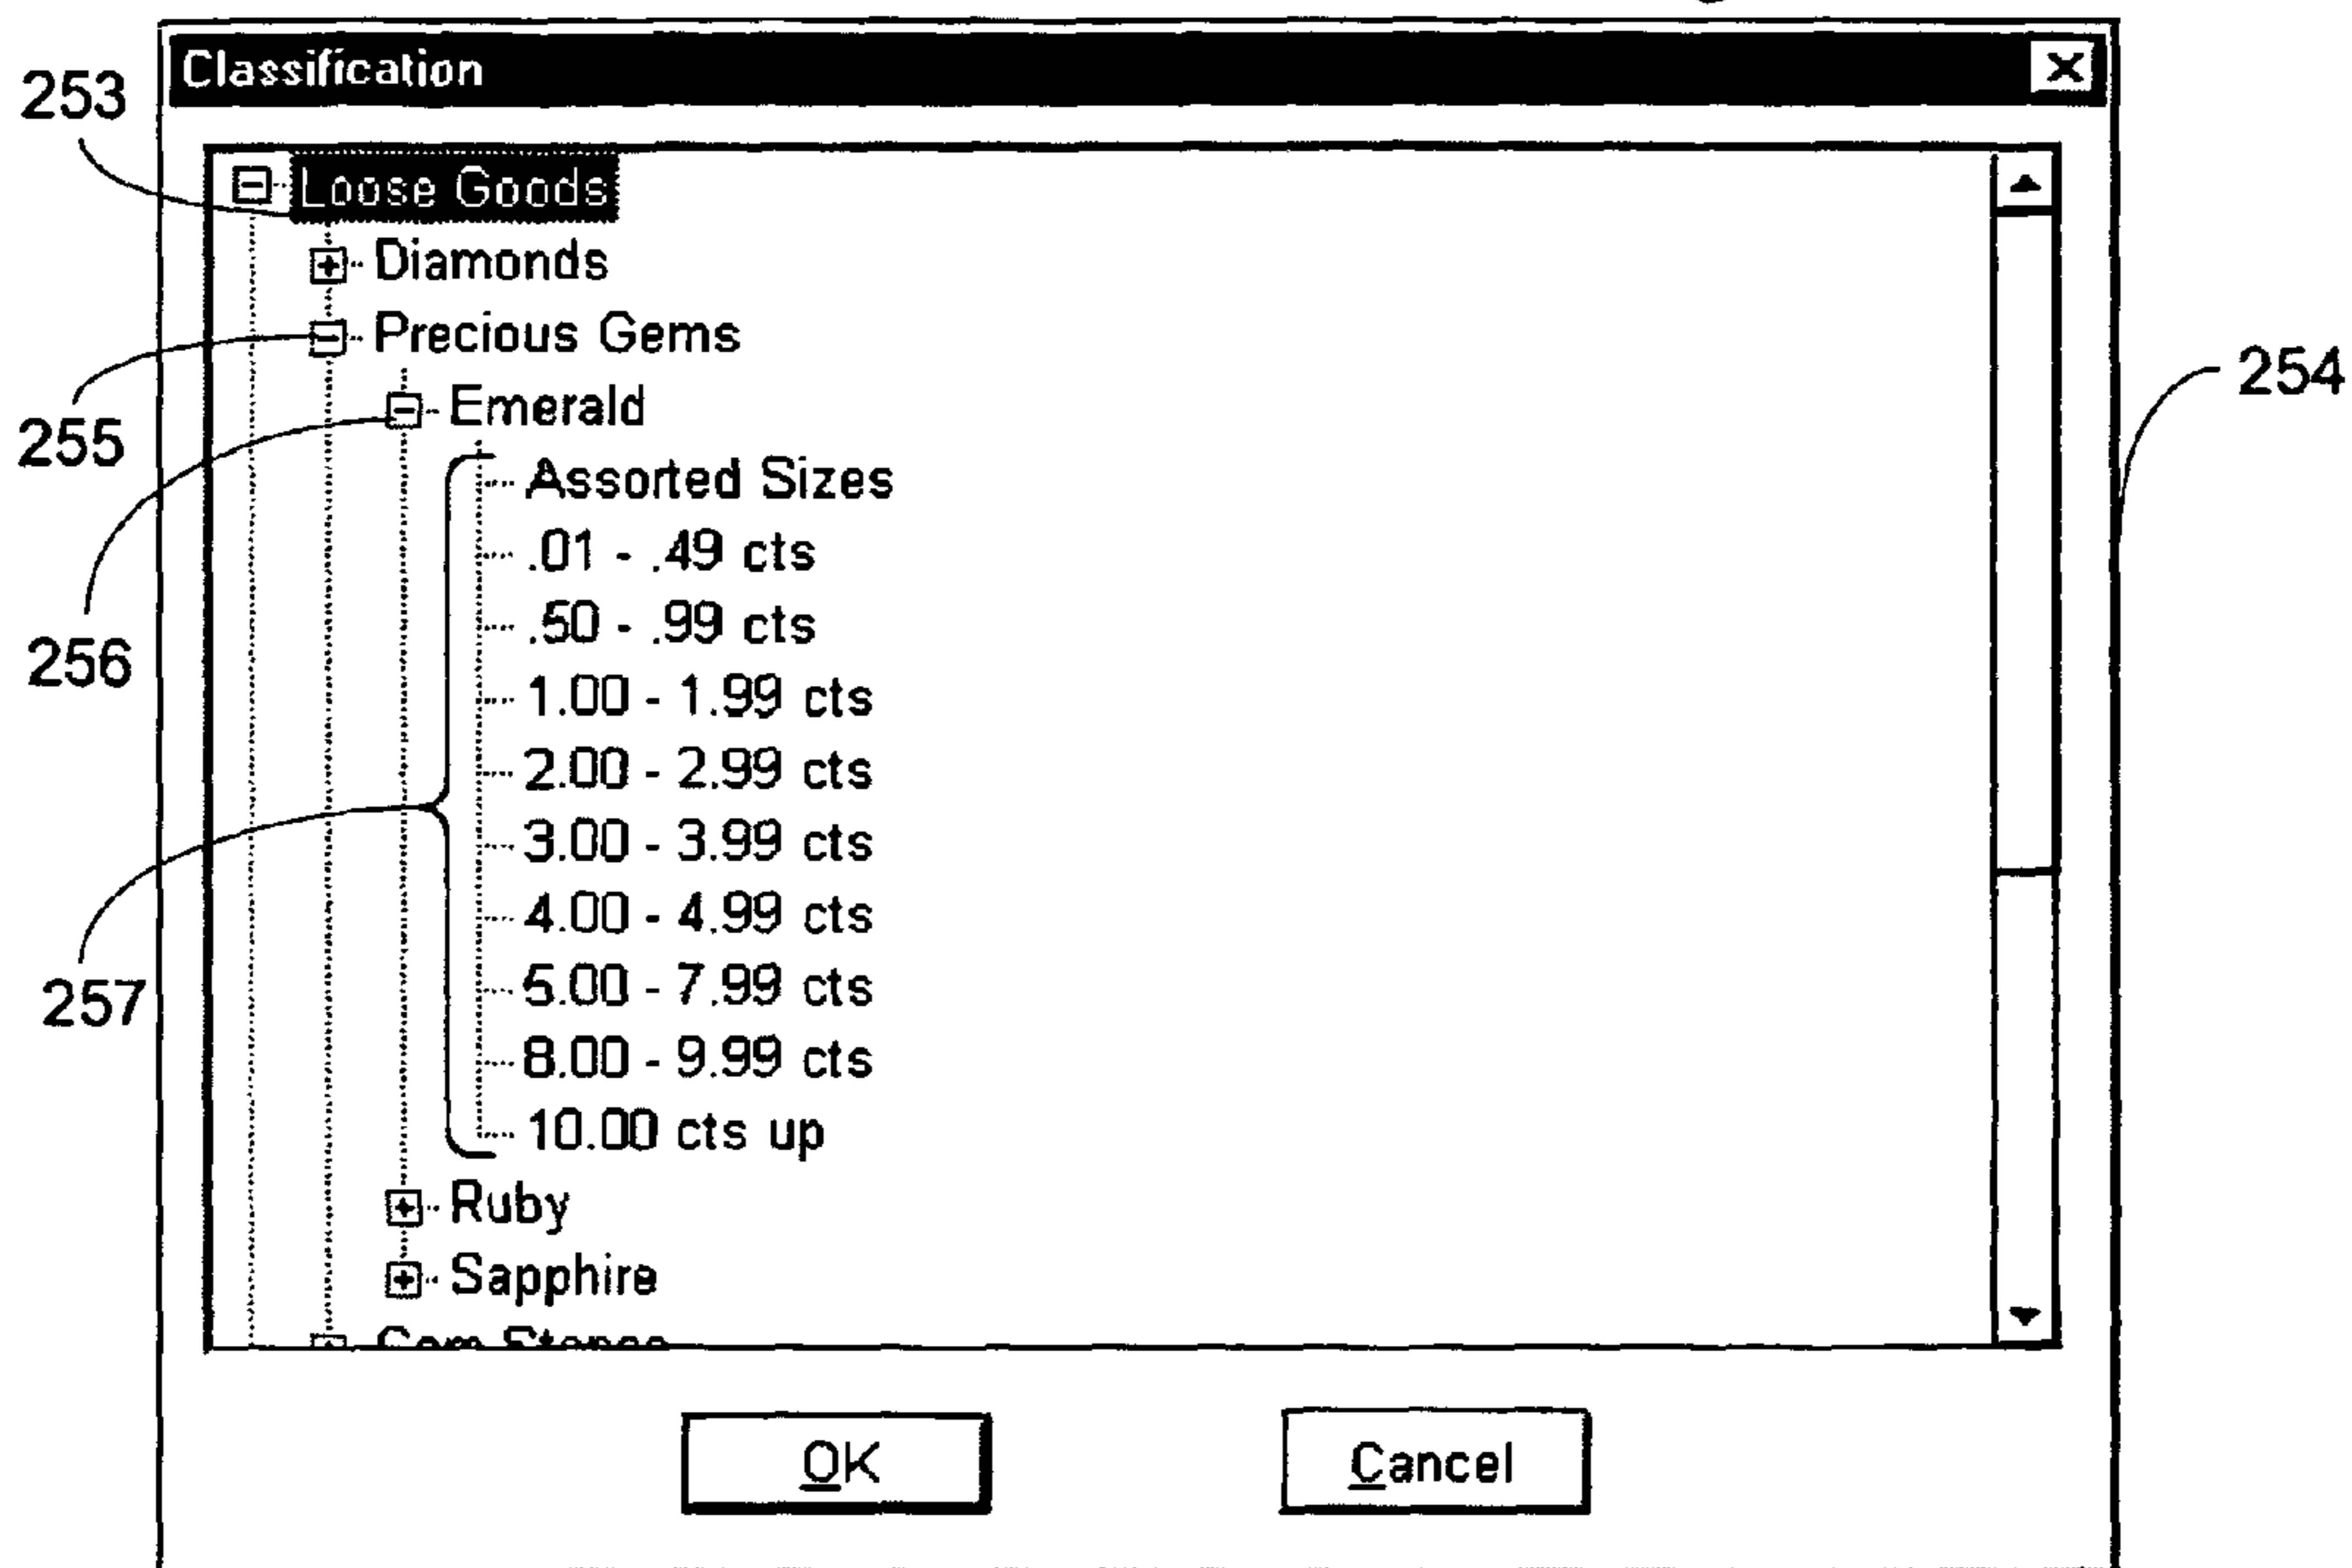 Classification
253
Loose Goods
Diamonds
Precious Gems
254
Emerald
255
Assorted Sizes
.01 - .49 cts
.50 - .99 cts
256
1.00 - 1.99 cts
2.00 - 2.99 cts
3.00 - 3.99 cts
4.00 - 4.99 cts
5.00 - 7.99 cts
257
8.00 - 9.99 cts
10.00 cts up
Ruby
Sapphire
Gem Stones
OK
Cancel